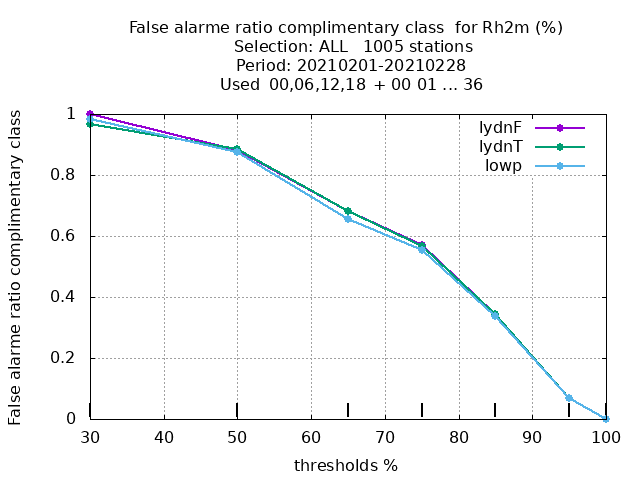 False alarme ratio complimentary class  for Rh2m (%)
Selection: ALL   1005 stations
Period: 20210201-20210228
Used  00,06,12,18 + 00 01 ... 36
False alarme ratio complimentary class
1
0.8
0.6
0.4
0.2
0
lydnF
lydnT
lowp
30 40 50 60 70 80 90 100
thresholds %